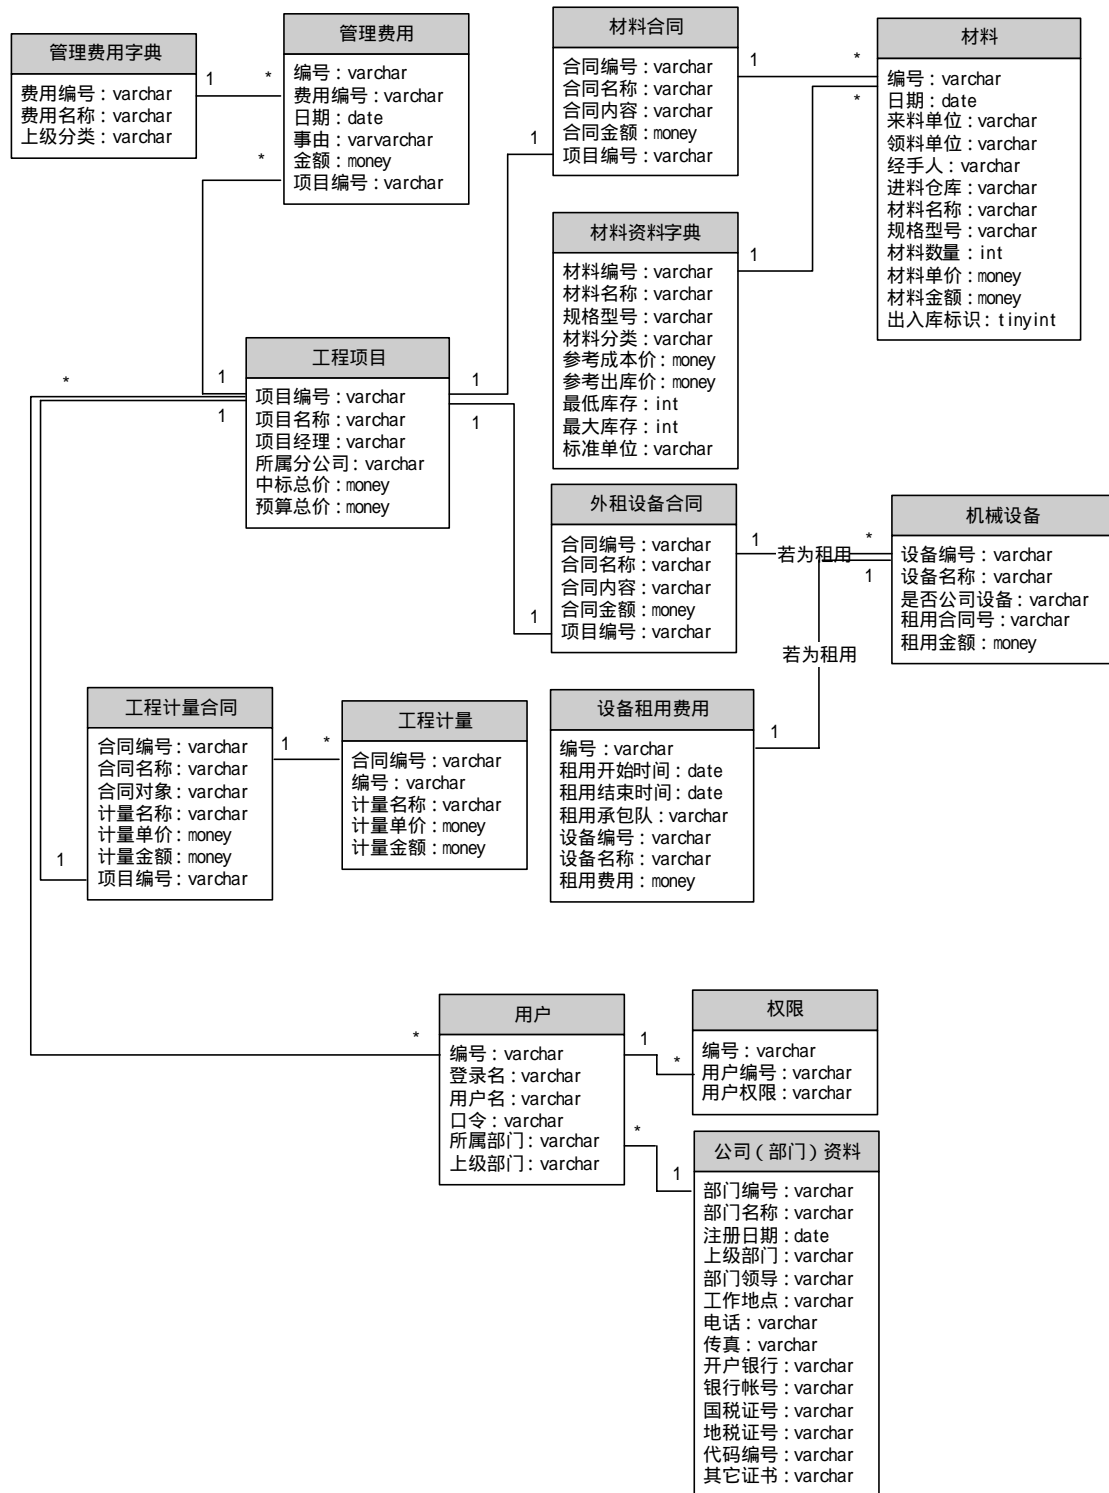 管理费用字典
费用编号：varchar
费用名称：varchar
上级分类：varchar
1
*
管理费用
编号：varchar
费用编号：varchar
日期：date
事由：varvarchar
金额：money
项目编号：varchar
*
材料合同
合同编号：varchar
合同名称：varchar
合同内容：varchar
合同金额：money
项目编号：varchar
1
1
*
*
材料
编号：varchar
日期：date
来料单位：varchar
领料单位：varchar
经手人：varchar
进料仓库：varchar
材料名称：varchar
规格型号：varchar
材料数量：int
材料单价：money
材料金额：money
出入库标识：tinyint
材料资料字典
材料编号：varchar
材料名称：varchar
规格型号：varchar
材料分类：varchar
参考成本价：money
参考出库价：money
最低库存：int
最大库存：int
标准单位：varchar
1
工程项目
项目编号：varchar
项目名称：varchar
项目经理：varchar
所属分公司：varchar
中标总价：money
预算总价：money
*
1
1
1
1
外租设备合同
合同编号：varchar
合同名称：varchar
合同内容：varchar
合同金额：money
项目编号：varchar
1
1
若为租用
*
1
若为租用
机械设备
设备编号：varchar
设备名称：varchar
是否公司设备：varchar
租用合同号：varchar
租用金额：money
工程计量合同
合同编号：varchar
合同名称：varchar
合同对象：varchar
计量名称：varchar
计量单价：money
计量金额：money
项目编号：varchar
1
1
*
工程计量
合同编号：varchar
编号：varchar
计量名称：varchar
计量单价：money
计量金额：money
设备租用费用
编号：varchar
租用开始时间：date
租用结束时间：date
租用承包队：varchar
设备编号：varchar
设备名称：varchar
租用费用：money
1
用户
编号：varchar
登录名：varchar
用户名：varchar
口令：varchar
所属部门：varchar
上级部门：varchar
*
1
*
*
1
权限
编号：varchar
用户编号：varchar
用户权限：varchar
公司（部门）资料
部门编号：varchar
部门名称：varchar
注册日期：date
上级部门：varchar
部门领导：varchar
工作地点：varchar
电话：varchar
传真：varchar
开户银行：varchar
银行帐号：varchar
国税证号：varchar
地税证号：varchar
代码编号：varchar
其它证书：varchar